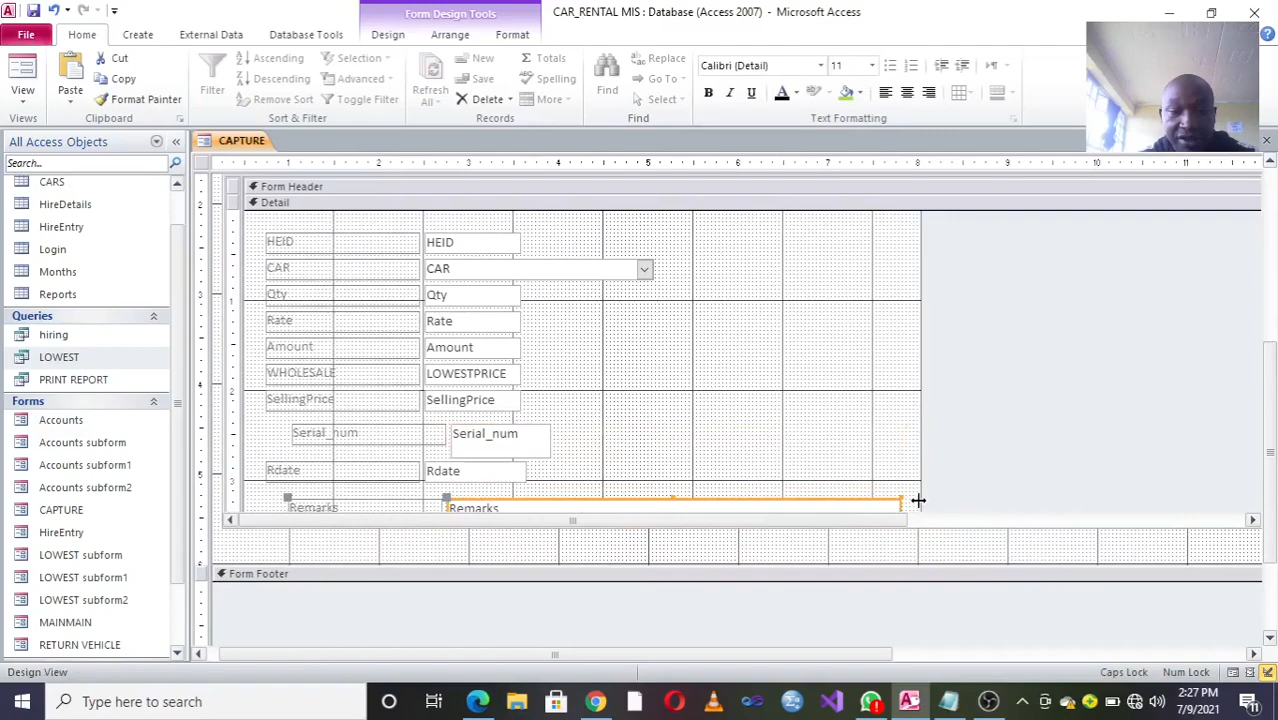 Form Design Tools
CAR_RENTAL MIS : Database (Access 2007) - Microsoft Access
File
Home
Create
External Data
Database Tools
Design
Arrange
Format
View
Views
Paste
Cut
Copy
Format Painter
Clipboard
Filter
Ascending
Descending
Remove Sort
Selection
Advanced
Toggle Filter
Sort & Filter
Refresh
All
New
Save
Delete
Totals
Spelling
More
Records
Find
Replace
Go To
Select
Find
Calibri (Detail)
11
B I U
Text Formatting
All Access Objects
Search...
CARS
HireDetails
HireEntry
Login
Months
Reports
Queries
hiring
LOWEST
PRINT REPORT
Forms
Accounts
Accounts subform
Accounts subform1
Accounts subform2
CAPTURE
HireEntry
LOWEST subform
LOWEST subform1
LOWEST subform2
MAINMAIN
RETURN VEHICLE
CAPTURE
Form Header
Detail
HEID HEID
CAR CAR
Qty Qty
Rate Rate
Amount Amount
WHOLESALE LOWESTPRICE
SellingPrice SellingPrice
Serial_num Serial_num
Rdate Rdate
Remarks Remarks
Form Footer
Design View
Caps Lock
Num Lock
Type here to search
2:27 PM
7/9/2021
11